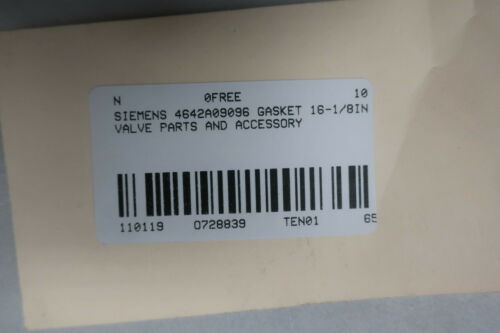 N 0FREE 10
SIEMENS 4642A09096 GASKET 16-1/8IN
VALVE PARTS AND ACCESSORY
110119 0728839 TEN01 65